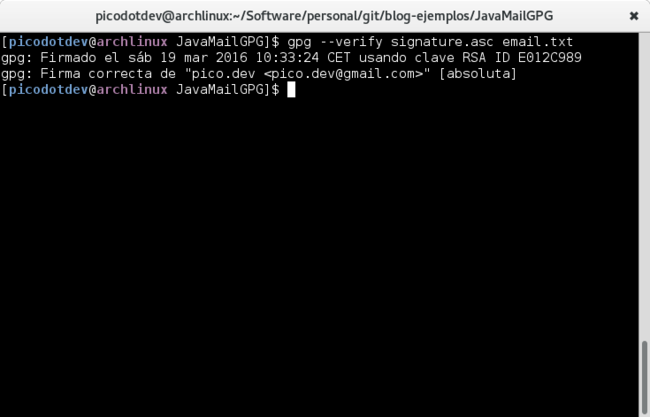 picodotdev@archlinux:~/Software/personal/git/blog-ejemplos/JavaMailGPG
[picodotdev@archlinux JavaMailGPG]$ gpg --verify signature.asc email.txt
gpg: Firmado el sáb 19 mar 2016 10:33:24 CET usando clave RSA ID E012C989
gpg: Firma correcta de "pico.dev <pico.dev@gmail.com>" [absoluta]
[picodotdev@archlinux JavaMailGPG]$